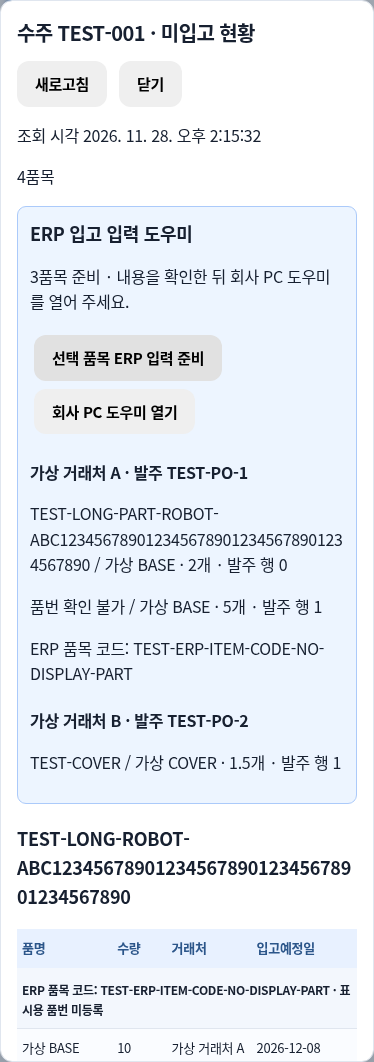 수주 TEST-001 · 미입고 현황
새로고침 닫기
조회 시각 2026. 11. 28. 오후 2:15:32
4품목
ERP 입고 입력 도우미
3품목 준비 · 내용을 확인한 뒤 회사 PC 도우미
를 열어 주세요.
선택 품목 ERP 입력 준비
회사 PC 도우미 열기
가상 거래처 A · 발주 TEST-PO-1
TEST-LONG-PART-ROBOT-
ABC123456789012345678901234567890123
4567890 / 가상 BASE · 2개 · 발주 행 0
품번 확인 불가 / 가상 BASE · 5개 · 발주 행 1
ERP 품목 코드: TEST-ERP-ITEM-CODE-NO-
DISPLAY-PART
가상 거래처 B · 발주 TEST-PO-2
TEST-COVER / 가상 COVER · 1.5개 · 발주 행 1
TEST-LONG-ROBOT-
ABC123456789012345678901234567​89
01234567890
품명 수량 거래처 입고예정일
ERP 품목 코드: TEST-ERP-ITEM-CODE-NO-DISPLAY-PART · 표
시용 품번 미등록
가상 BASE 10 가상 거래처 A 2026-12-08